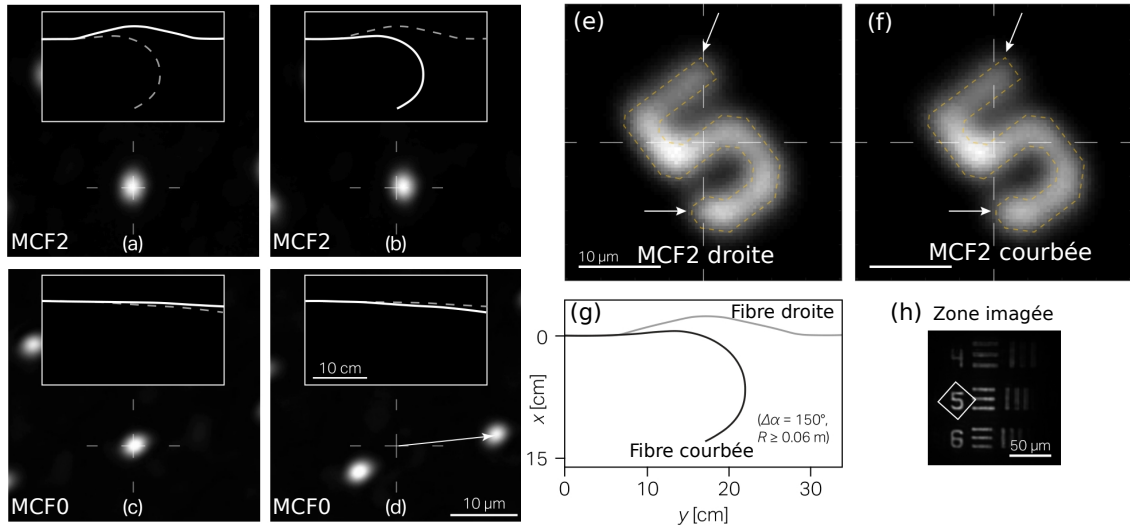 MCF2
(a)
MCF2
(b)
MCF0
(c)
10 cm
MCF0
(d)
10 µm
(e)
10 µm
MCF2 droite
(f)
MCF2 courbée
(g)
Fibre droite
0
x [cm]
15
Fibre courbée
(Δα = 150°,
R ≥ 0.06 m)
0
10
20
30
y [cm]
(h)
Zone imagée
4
5
6
50 µm